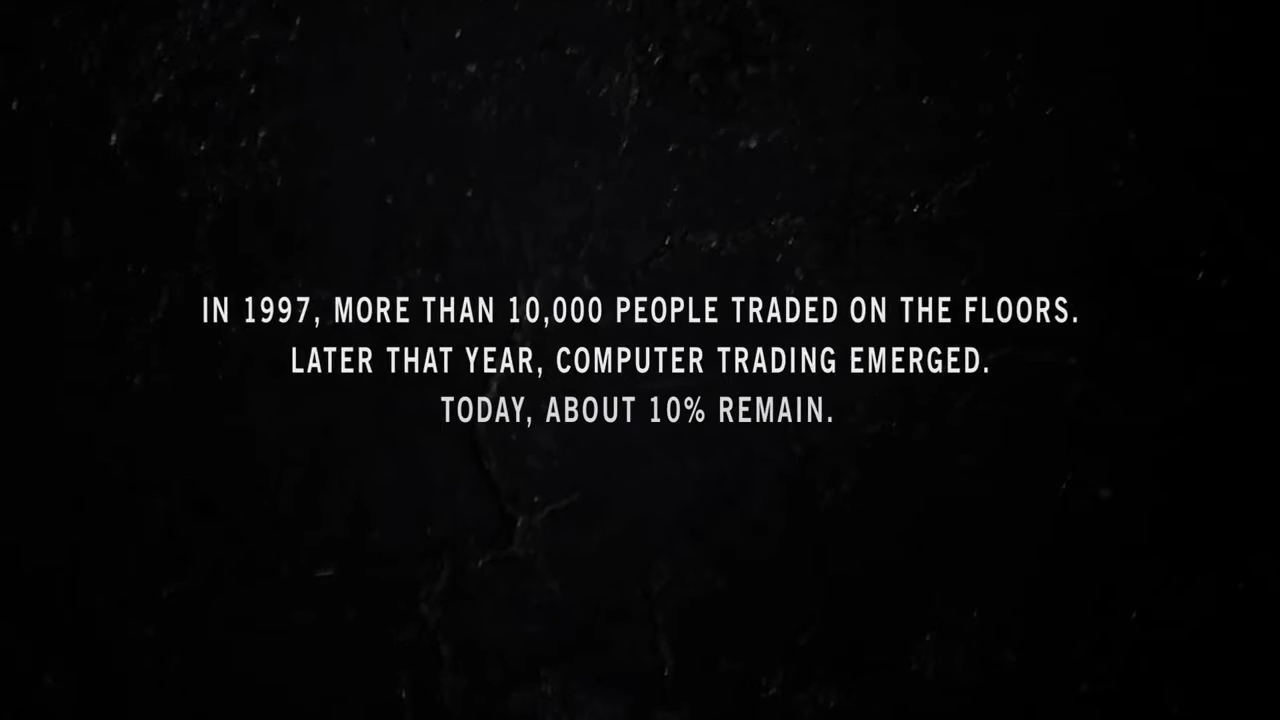 IN 1997, MORE THAN 10,000 PEOPLE TRADED ON THE FLOORS.
LATER THAT YEAR, COMPUTER TRADING EMERGED.
TODAY, ABOUT 10% REMAIN.